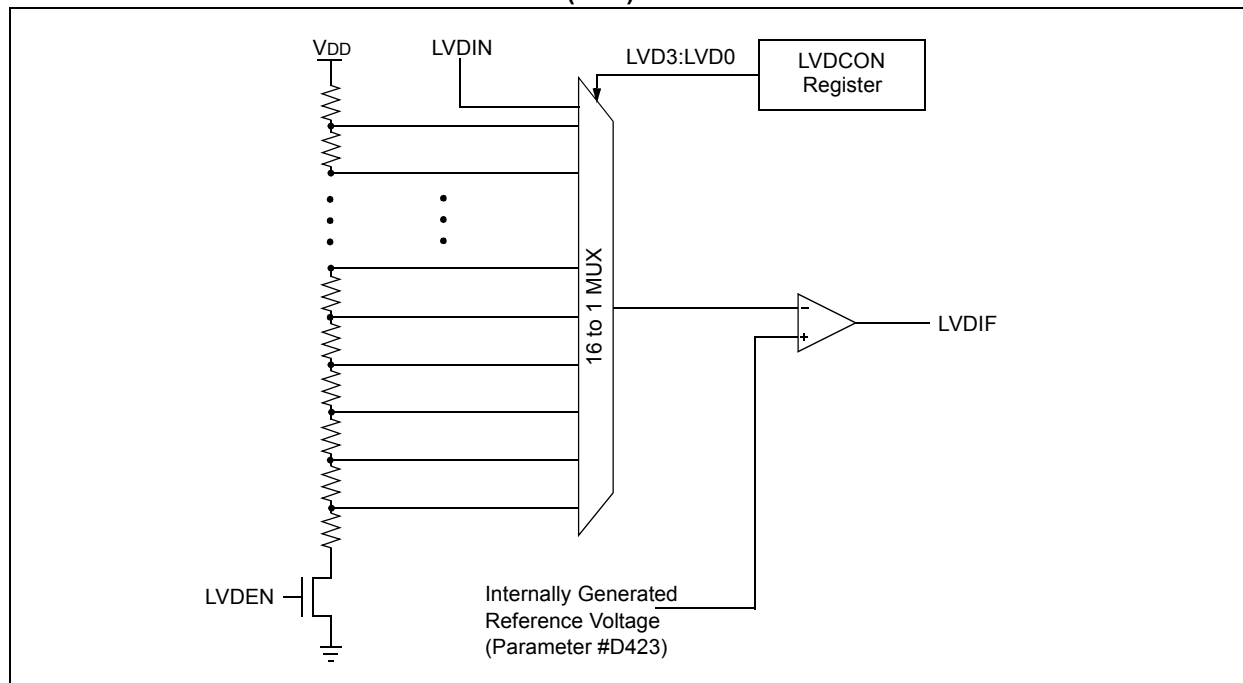 VDD
LVDIN
LVD3:LVD0
LVDCON
Register
16 to 1 MUX
–
+
LVDIF
LVDEN
Internally Generated
Reference Voltage
(Parameter #D423)